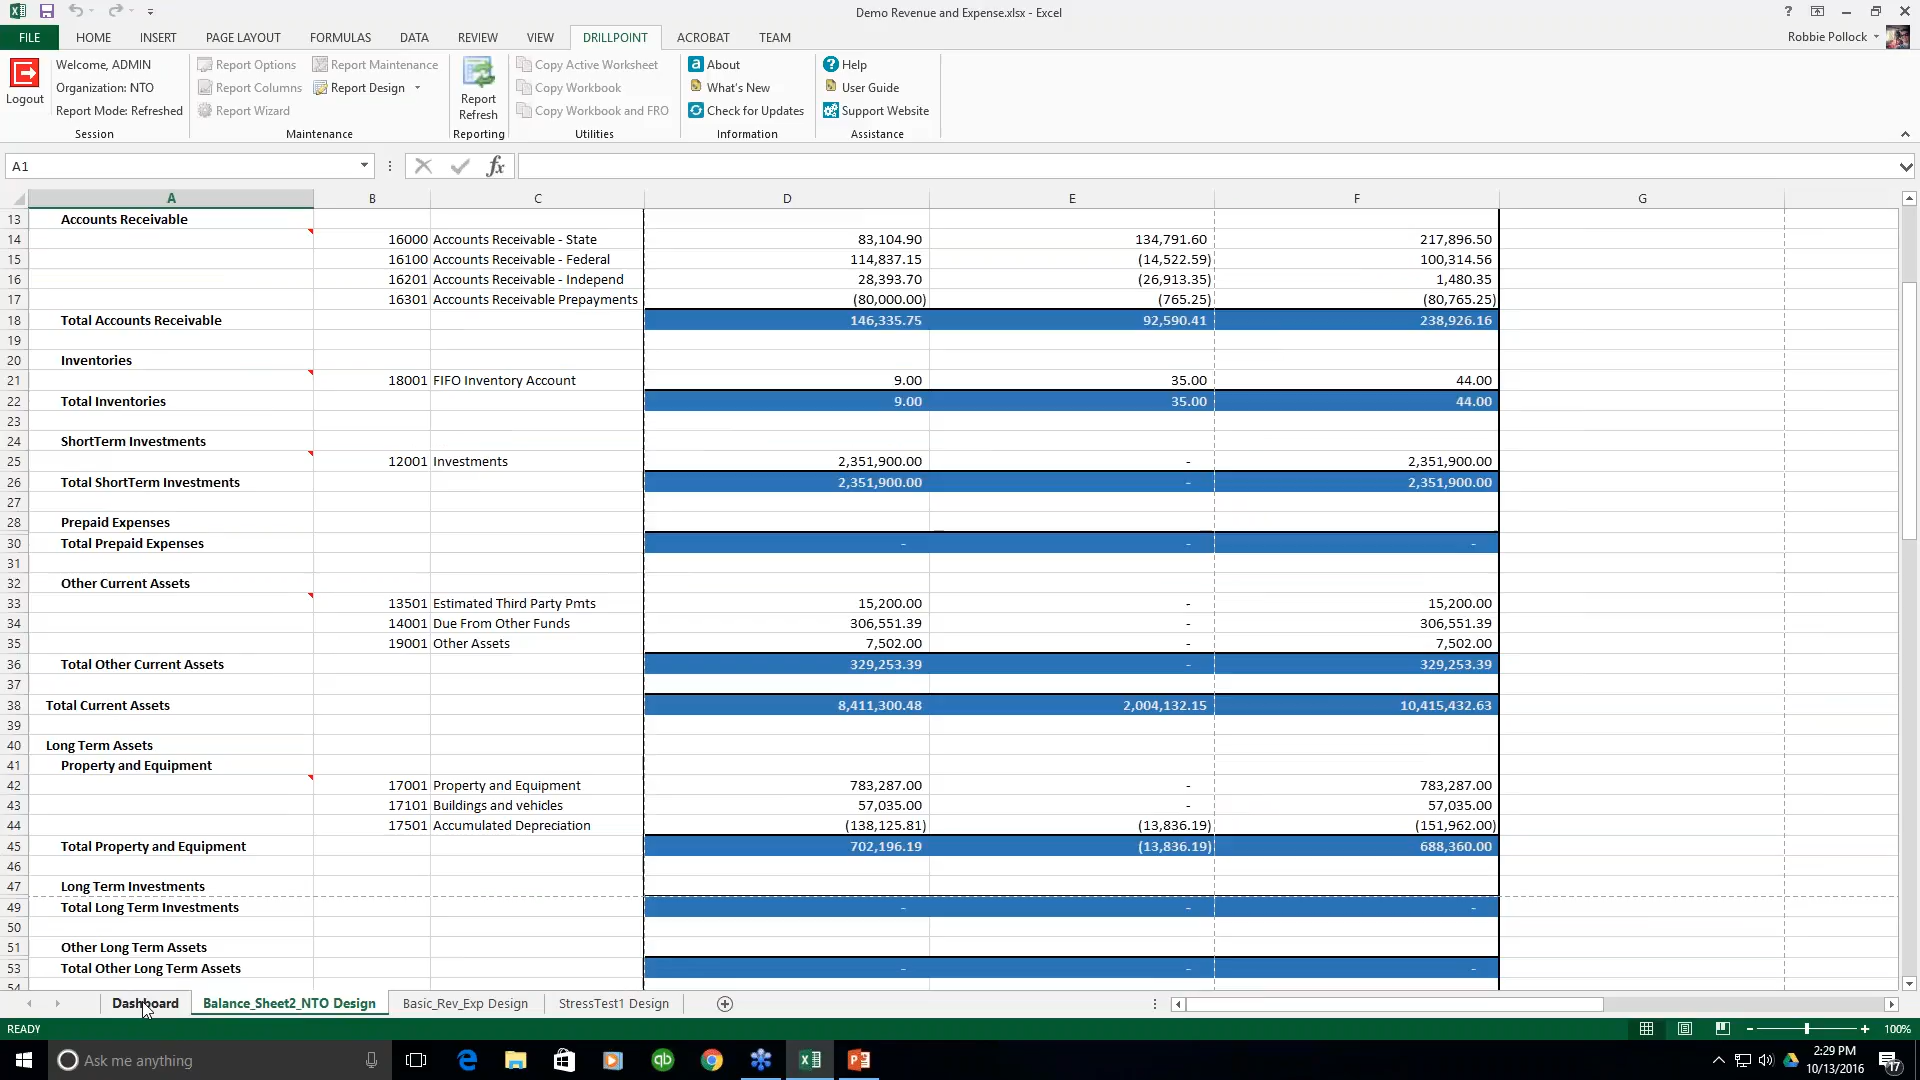 Demo Revenue and Expense.xlsx - Excel
FILE HOME INSERT PAGE LAYOUT FORMULAS DATA REVIEW VIEW DRILLPOINT ACROBAT TEAM Robbie Pollock
Welcome, ADMIN Report Options Report Maintenance Copy Active Worksheet About Help
Organization: NTO Report Columns Report Design Copy Workbook What's New User Guide
Logout Report Mode: Refreshed Report Wizard Report Refresh Copy Workbook and FRO Check for Updates Support Website
Session Maintenance Reporting Utilities Information Assistance
A1
A B C D E F G
13 Accounts Receivable
14 16000 Accounts Receivable - State 83,104.90 134,791.60 217,896.50
15 16100 Accounts Receivable - Federal 114,837.15 (14,522.59) 100,314.56
16 16201 Accounts Receivable - Independ 28,393.70 (26,913.35) 1,480.35
17 16301 Accounts Receivable Prepayments (80,000.00) (765.25) (80,765.25)
18 Total Accounts Receivable 146,335.75 92,590.41 238,926.16
19
20 Inventories
21 18001 FIFO Inventory Account 9.00 35.00 44.00
22 Total Inventories 9.00 35.00 44.00
23
24 ShortTerm Investments
25 12001 Investments 2,351,900.00 - 2,351,900.00
26 Total ShortTerm Investments 2,351,900.00 - 2,351,900.00
27
28 Prepaid Expenses
30 Total Prepaid Expenses - - -
31
32 Other Current Assets
33 13501 Estimated Third Party Pmts 15,200.00 - 15,200.00
34 14001 Due From Other Funds 306,551.39 - 306,551.39
35 19001 Other Assets 7,502.00 - 7,502.00
36 Total Other Current Assets 329,253.39 - 329,253.39
37
38 Total Current Assets 8,411,300.48 2,004,132.15 10,415,432.63
39
40 Long Term Assets
41 Property and Equipment
42 17001 Property and Equipment 783,287.00 - 783,287.00
43 17101 Buildings and vehicles 57,035.00 - 57,035.00
44 17501 Accumulated Depreciation (138,125.81) (13,836.19) (151,962.00)
45 Total Property and Equipment 702,196.19 (13,836.19) 688,360.00
46
47 Long Term Investments
49 Total Long Term Investments - - -
50
51 Other Long Term Assets
53 Total Other Long Term Assets - - -
54
Dashboard Balance_Sheet2_NTO Design Basic_Rev_Exp Design StressTest1 Design
READY 100%
Ask me anything 2:29 PM
10/13/2016 17